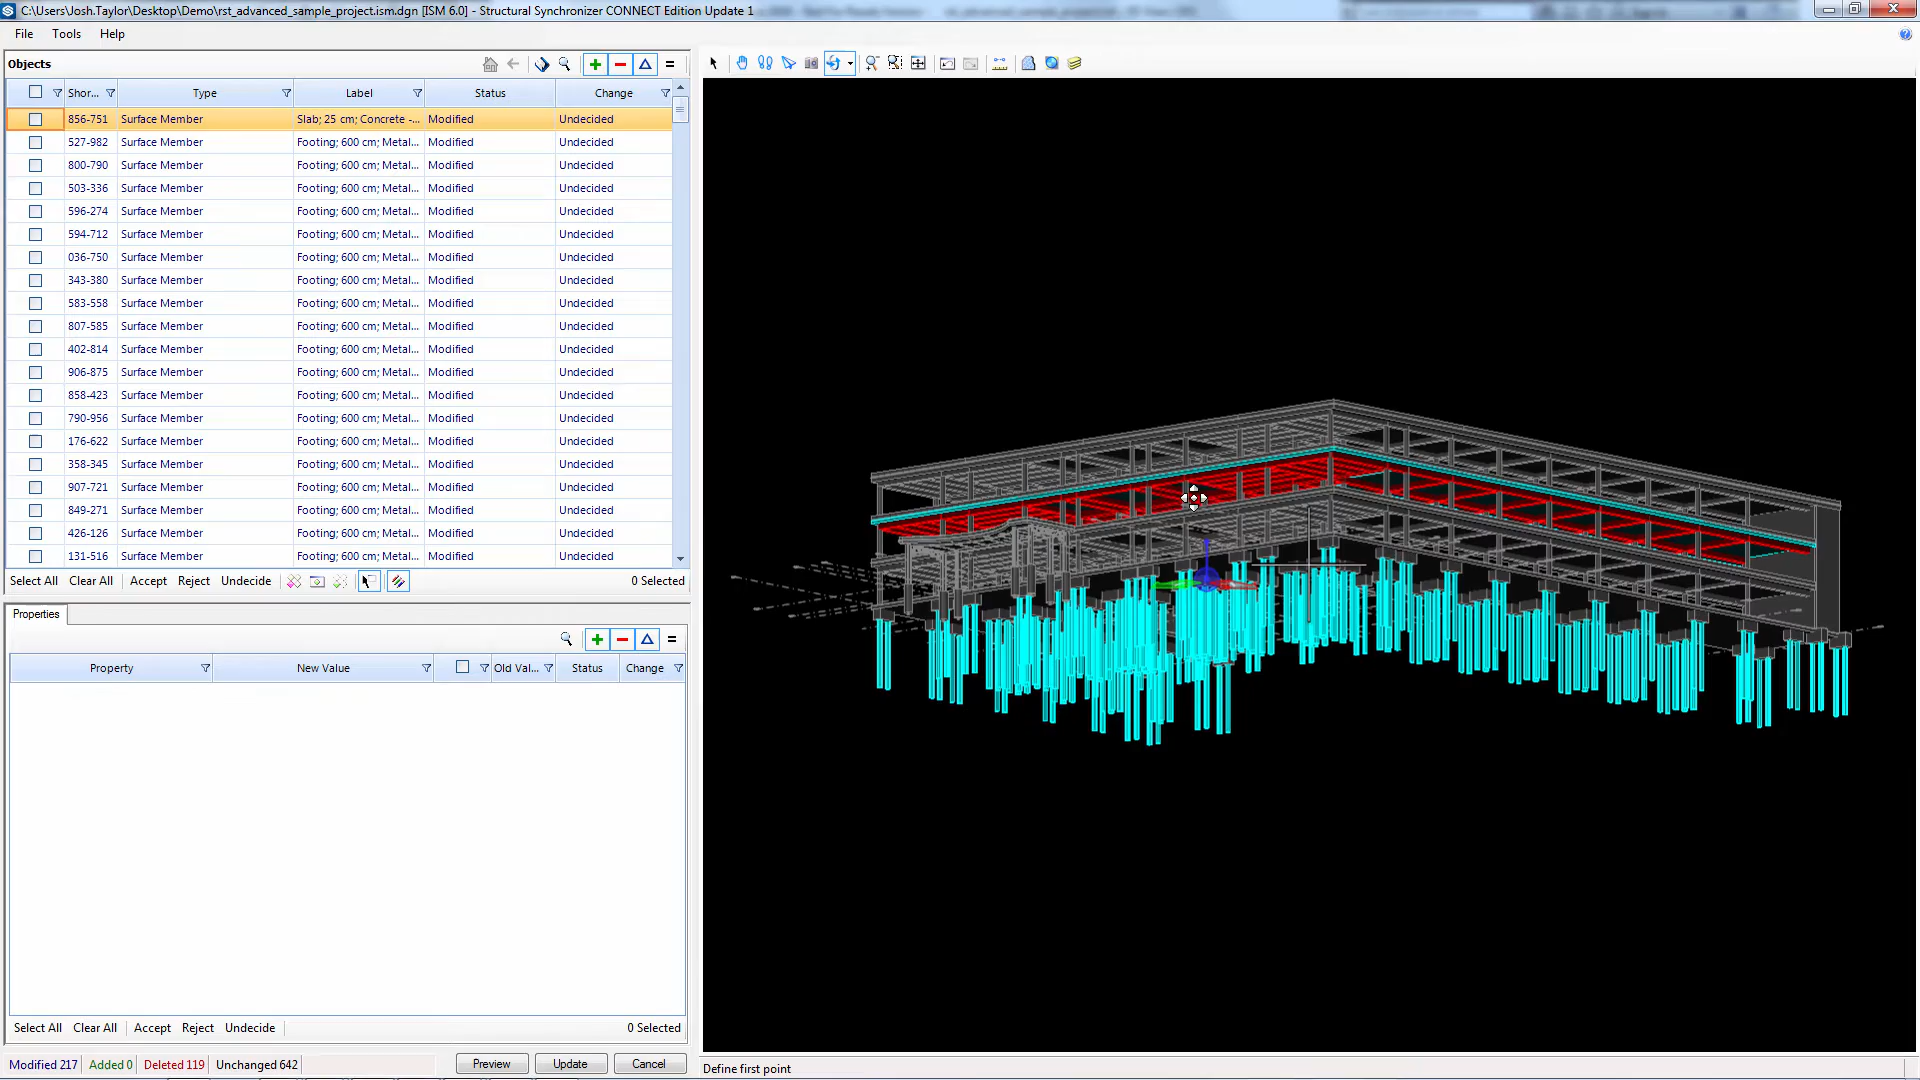 C:\Users\Josh.Taylor\Desktop\Demo\rst_advanced_sample_project.ism.dgn [ISM 6.0] - Structural Synchronizer CONNECT Edition Update 1
File Tools Help
Objects
Shor... Type Label Status Change
856-751 Surface Member Slab; 25 cm; Concrete -... Modified Undecided
527-982 Surface Member Footing; 600 cm; Metal... Modified Undecided
800-790 Surface Member Footing; 600 cm; Metal... Modified Undecided
503-336 Surface Member Footing; 600 cm; Metal... Modified Undecided
596-274 Surface Member Footing; 600 cm; Metal... Modified Undecided
594-712 Surface Member Footing; 600 cm; Metal... Modified Undecided
036-750 Surface Member Footing; 600 cm; Metal... Modified Undecided
343-380 Surface Member Footing; 600 cm; Metal... Modified Undecided
583-558 Surface Member Footing; 600 cm; Metal... Modified Undecided
807-585 Surface Member Footing; 600 cm; Metal... Modified Undecided
402-814 Surface Member Footing; 600 cm; Metal... Modified Undecided
906-875 Surface Member Footing; 600 cm; Metal... Modified Undecided
858-423 Surface Member Footing; 600 cm; Metal... Modified Undecided
790-956 Surface Member Footing; 600 cm; Metal... Modified Undecided
176-622 Surface Member Footing; 600 cm; Metal... Modified Undecided
358-345 Surface Member Footing; 600 cm; Metal... Modified Undecided
907-721 Surface Member Footing; 600 cm; Metal... Modified Undecided
849-271 Surface Member Footing; 600 cm; Metal... Modified Undecided
426-126 Surface Member Footing; 600 cm; Metal... Modified Undecided
131-516 Surface Member Footing; 600 cm; Metal... Modified Undecided
Select All Clear All Accept Reject Undecide 0 Selected
Properties
Property New Value Old Val... Status Change
Select All Clear All Accept Reject Undecide 0 Selected
Modified 217 Added 0 Deleted 119 Unchanged 642 Preview Update Cancel
Define first point